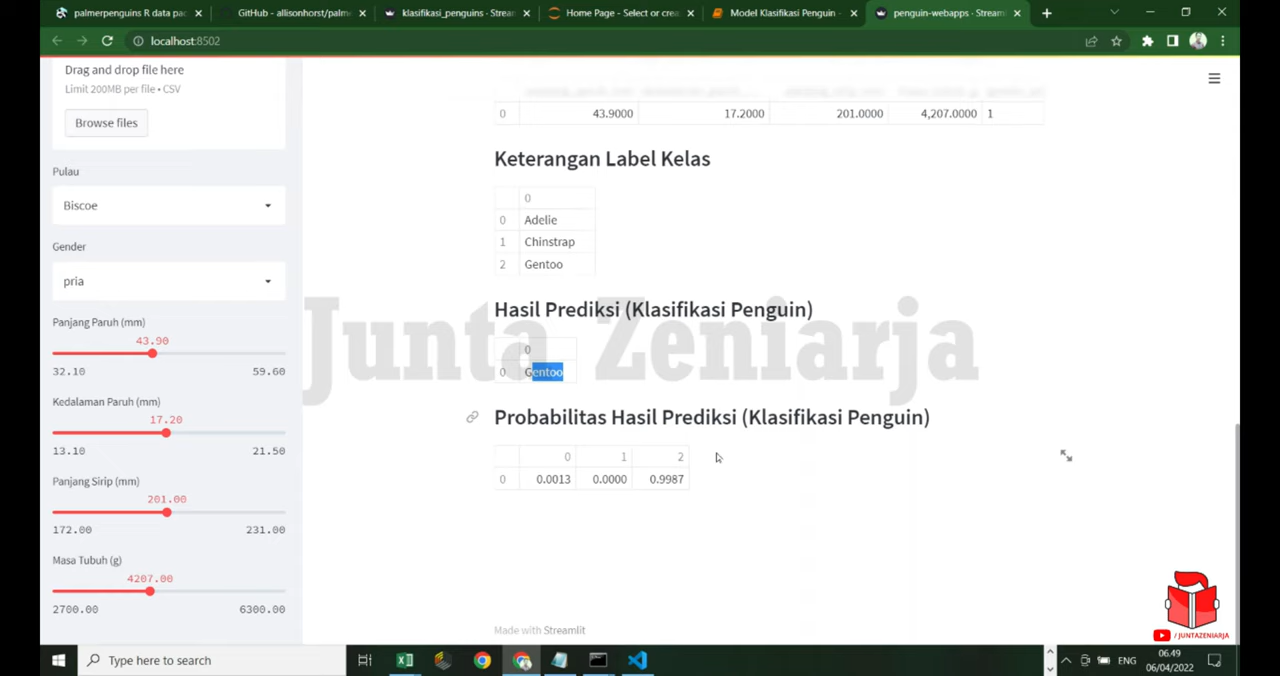 palmerpenguins R data pac
GitHub - allisonhorst/palme
klasifikasi_penguins · Stream
Home Page - Select or crea
Model Klasifikasi Penguin -
penguin-webapps · Streaml
localhost:8502
Drag and drop file here
Limit 200MB per file • CSV
Browse files
Pulau
Biscoe
Gender
pria
Panjang Paruh (mm)
43.90
32.10 59.60
Kedalaman Paruh (mm)
17.20
13.10 21.50
Panjang Sirip (mm)
201.00
172.00 231.00
Masa Tubuh (g)
4207.00
2700.00 6300.00
0 43.9000 17.2000 201.0000 4,207.0000 1
Keterangan Label Kelas
0
0 Adelie
1 Chinstrap
2 Gentoo
Hasil Prediksi (Klasifikasi Penguin)
0
0 Gentoo
Junta Zeniarja
Probabilitas Hasil Prediksi (Klasifikasi Penguin)
0 1 2
0 0.0013 0.0000 0.9987
Made with Streamlit
/ JUNTAZENIARJA
Type here to search
ENG
06.49
06/04/2022